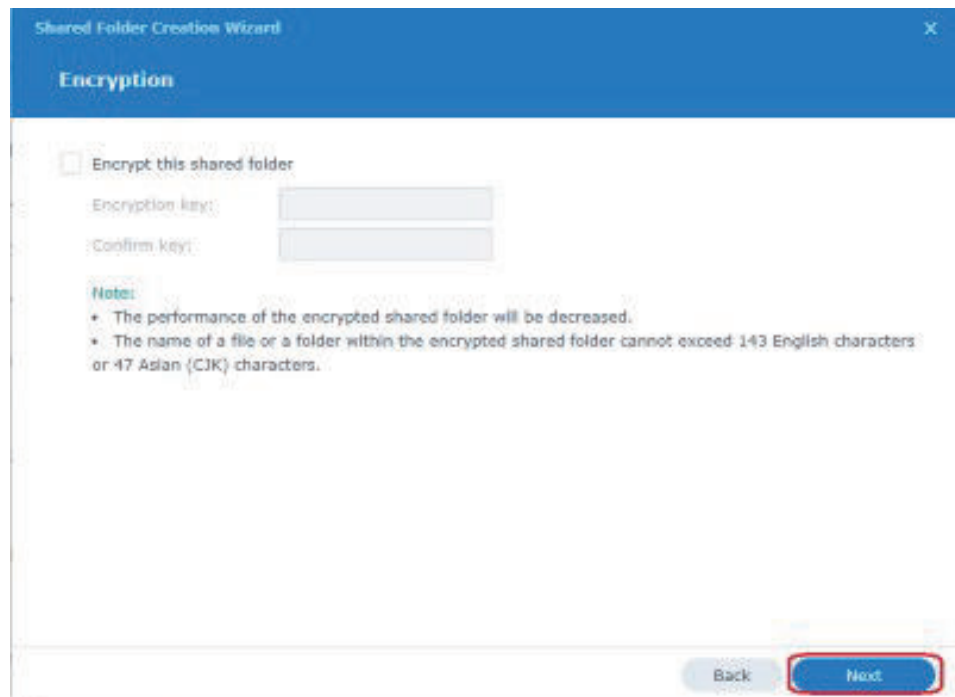 Shared Folder Creation Wizard
Encryption
Encrypt this shared folder
Encryption key:
Confirm key:
Note:
• The performance of the encrypted shared folder will be decreased.
• The name of a file or a folder within the encrypted shared folder cannot exceed 143 English characters
or 47 Asian (CJK) characters.
Back Next